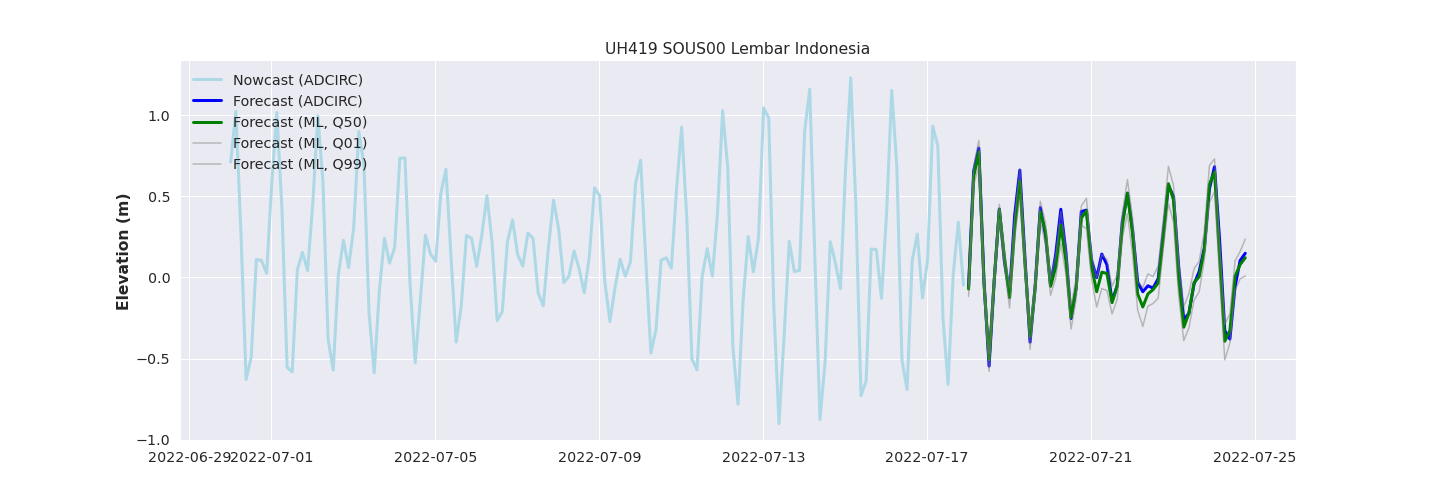 UH419 SOUS00 Lembar Indonesia
Nowcast (ADCIRC)
Forecast (ADCIRC)
Forecast (ML, Q50)
Forecast (ML, Q01)
Forecast (ML, Q99)
Elevation (m)
1.0
0.5
0.0
−0.5
−1.0
2022-06-29 2022-07-01 2022-07-05 2022-07-09 2022-07-13 2022-07-17 2022-07-21 2022-07-25